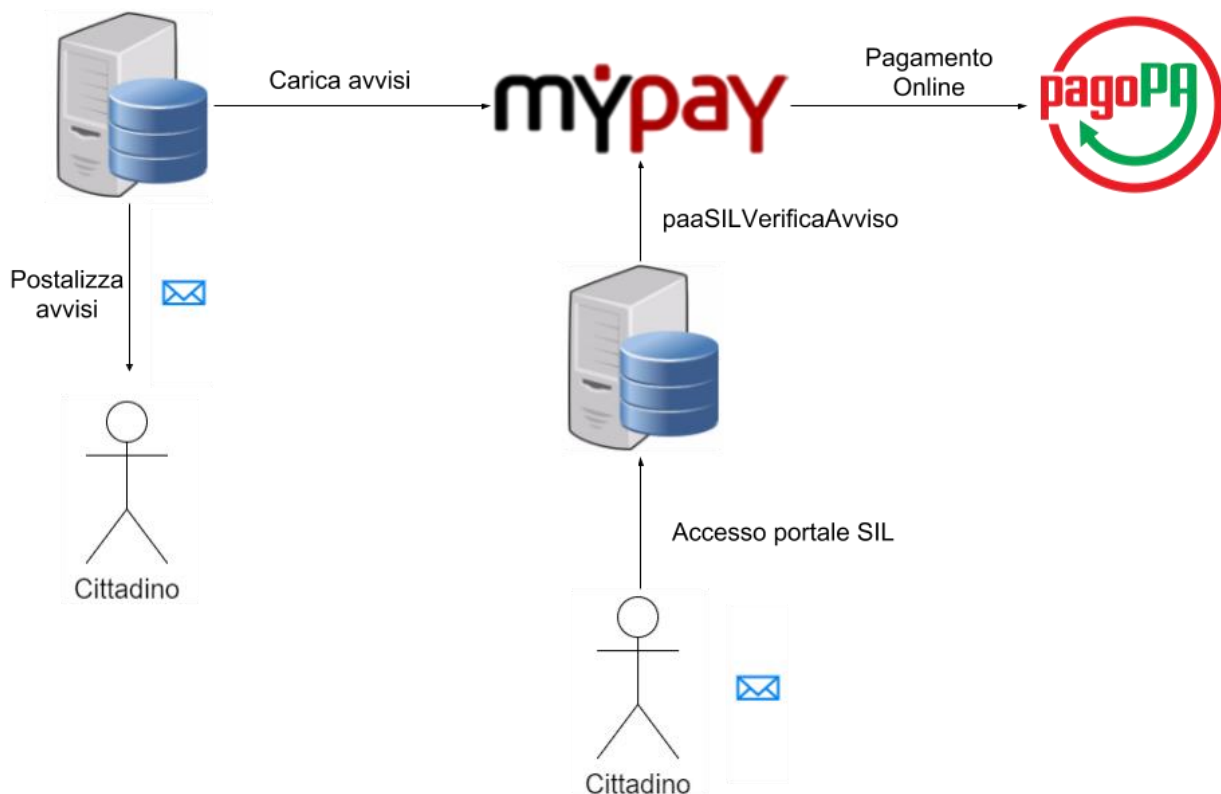 Carica avvisi
mypay
Pagamento
Online
pagoPA
paaSILVerificaAvviso
Postalizza
avvisi
Cittadino
Accesso portale SIL
Cittadino